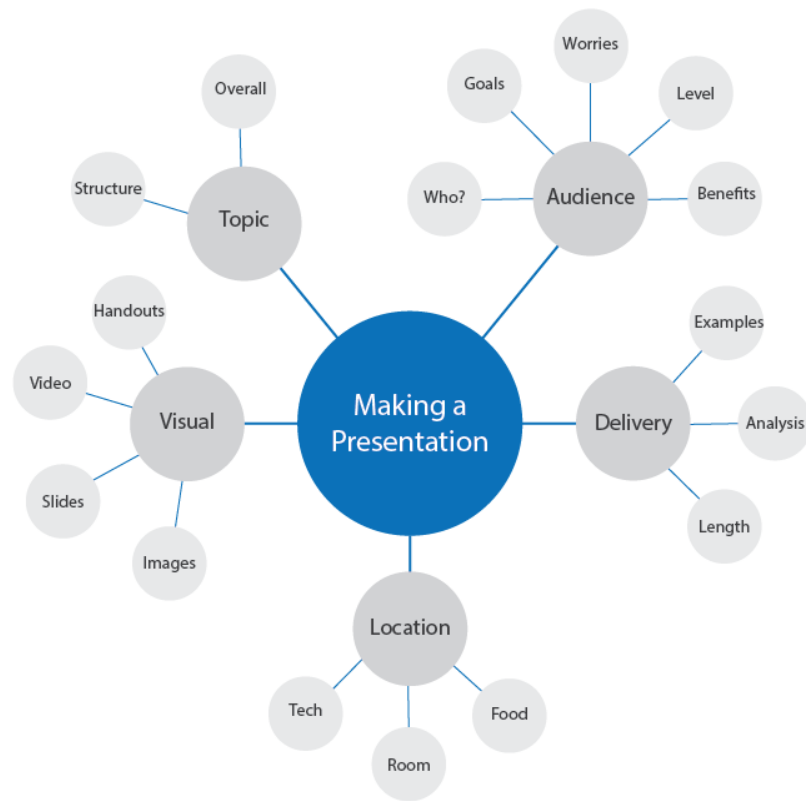 Making a
Presentation
Topic
Overall
Structure
Audience
Who?
Goals
Worries
Level
Benefits
Delivery
Examples
Analysis
Length
Location
Food
Room
Tech
Visual
Images
Slides
Video
Handouts